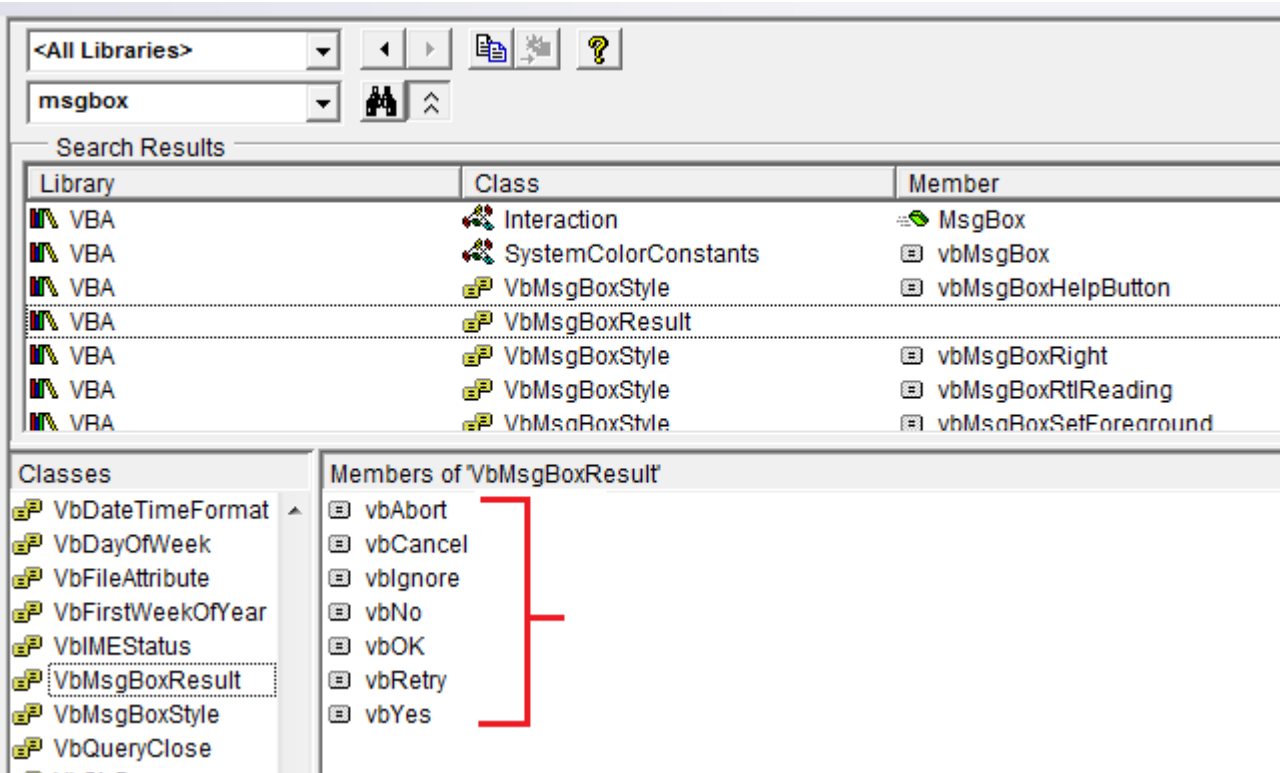 <All Libraries>
msgbox
Search Results
Library Class Member
VBA Interaction MsgBox
VBA SystemColorConstants vbMsgBox
VBA VbMsgBoxStyle vbMsgBoxHelpButton
VBA VbMsgBoxResult
VBA VbMsgBoxStyle vbMsgBoxRight
VBA VbMsgBoxStyle vbMsgBoxRtlReading
VBA VbMsgBoxStyle vbMsgBoxSetForeground
Classes
VbDateTimeFormat
VbDayOfWeek
VbFileAttribute
VbFirstWeekOfYear
VbIMEStatus
VbMsgBoxResult
VbMsgBoxStyle
VbQueryClose
Members of 'VbMsgBoxResult'
vbAbort
vbCancel
vbIgnore
vbNo
vbOK
vbRetry
vbYes